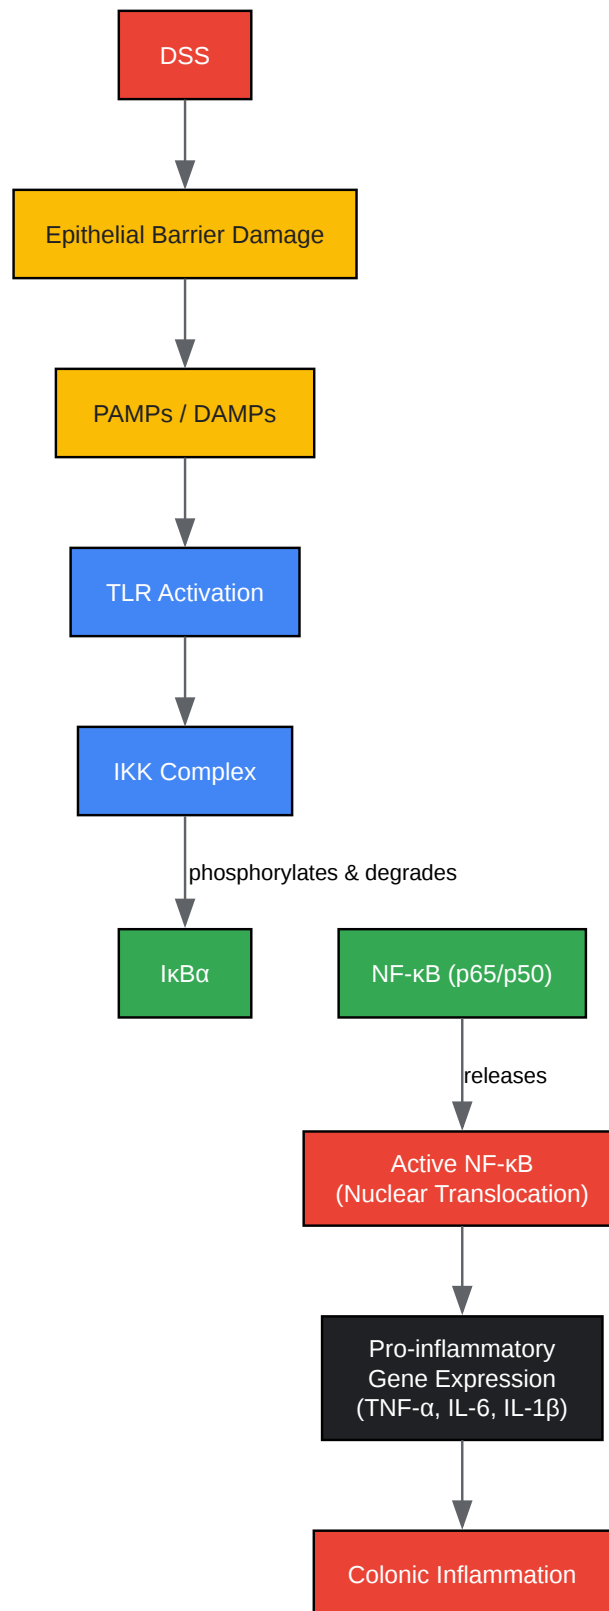 DSS
Epithelial Barrier Damage
PAMPs / DAMPs
TLR Activation
IKK Complex
phosphorylates & degrades
IκBα
NF-κB (p65/p50)
releases
Active NF-κB
(Nuclear Translocation)
Pro-inflammatory
Gene Expression
(TNF-α, IL-6, IL-1β)
Colonic Inflammation